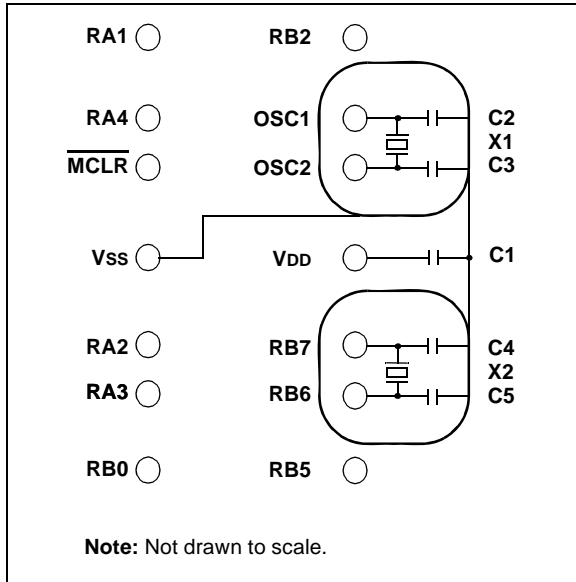 RA1 RB2
RA4 OSC1 C2
X1
MCLR OSC2 C3
VSS VDD C1
RA2 RB7 C4
X2
RA3 RB6 C5
RB0 RB5
Note: Not drawn to scale.